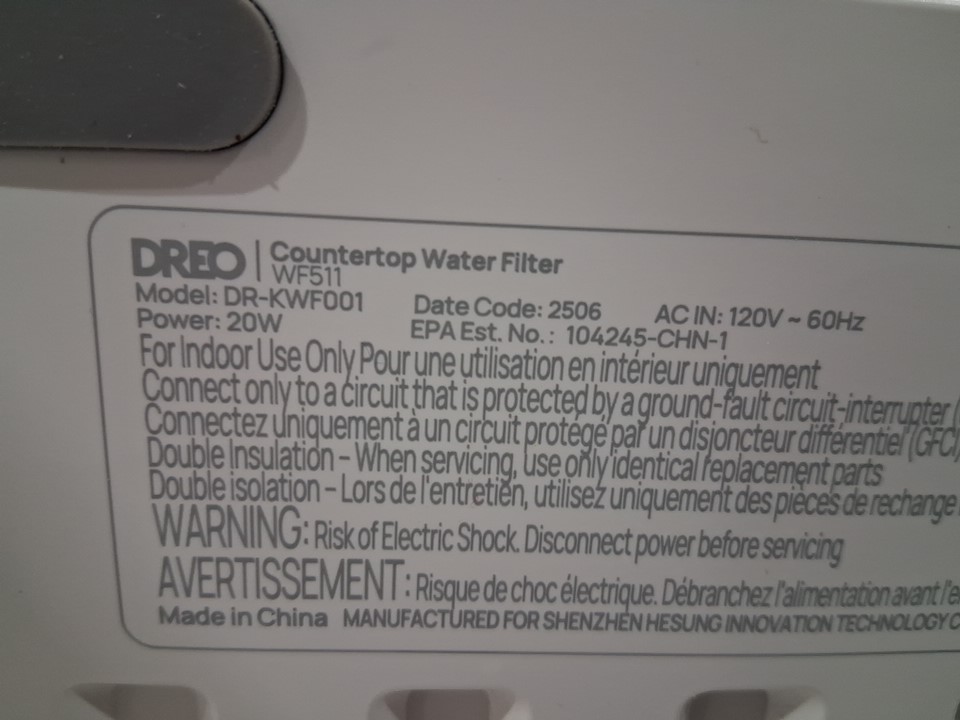 DREO | Countertop Water Filter
WF511
Model: DR-KWF001 Date Code: 2506 AC IN: 120V ~ 60Hz
Power: 20W EPA Est. No.: 104245-CHN-1
For Indoor Use Only Pour une utilisation en intérieur uniquement
Connect only to a circuit that is protected by a ground-fault circuit-interrupter (
Connectez uniquement à un circuit protégé par un disjoncteur différentiel (GFCI)
Double Insulation – When servicing, use only identical replacement parts
Double isolation – Lors de l'entretien, utilisez uniquement des pièces de rechange
WARNING: Risk of Electric Shock. Disconnect power before servicing
AVERTISSEMENT: Risque de choc électrique. Débranchez l'alimentation avant l'e
Made in China MANUFACTURED FOR SHENZHEN HESUNG INNOVATION TECHNOLOGY C